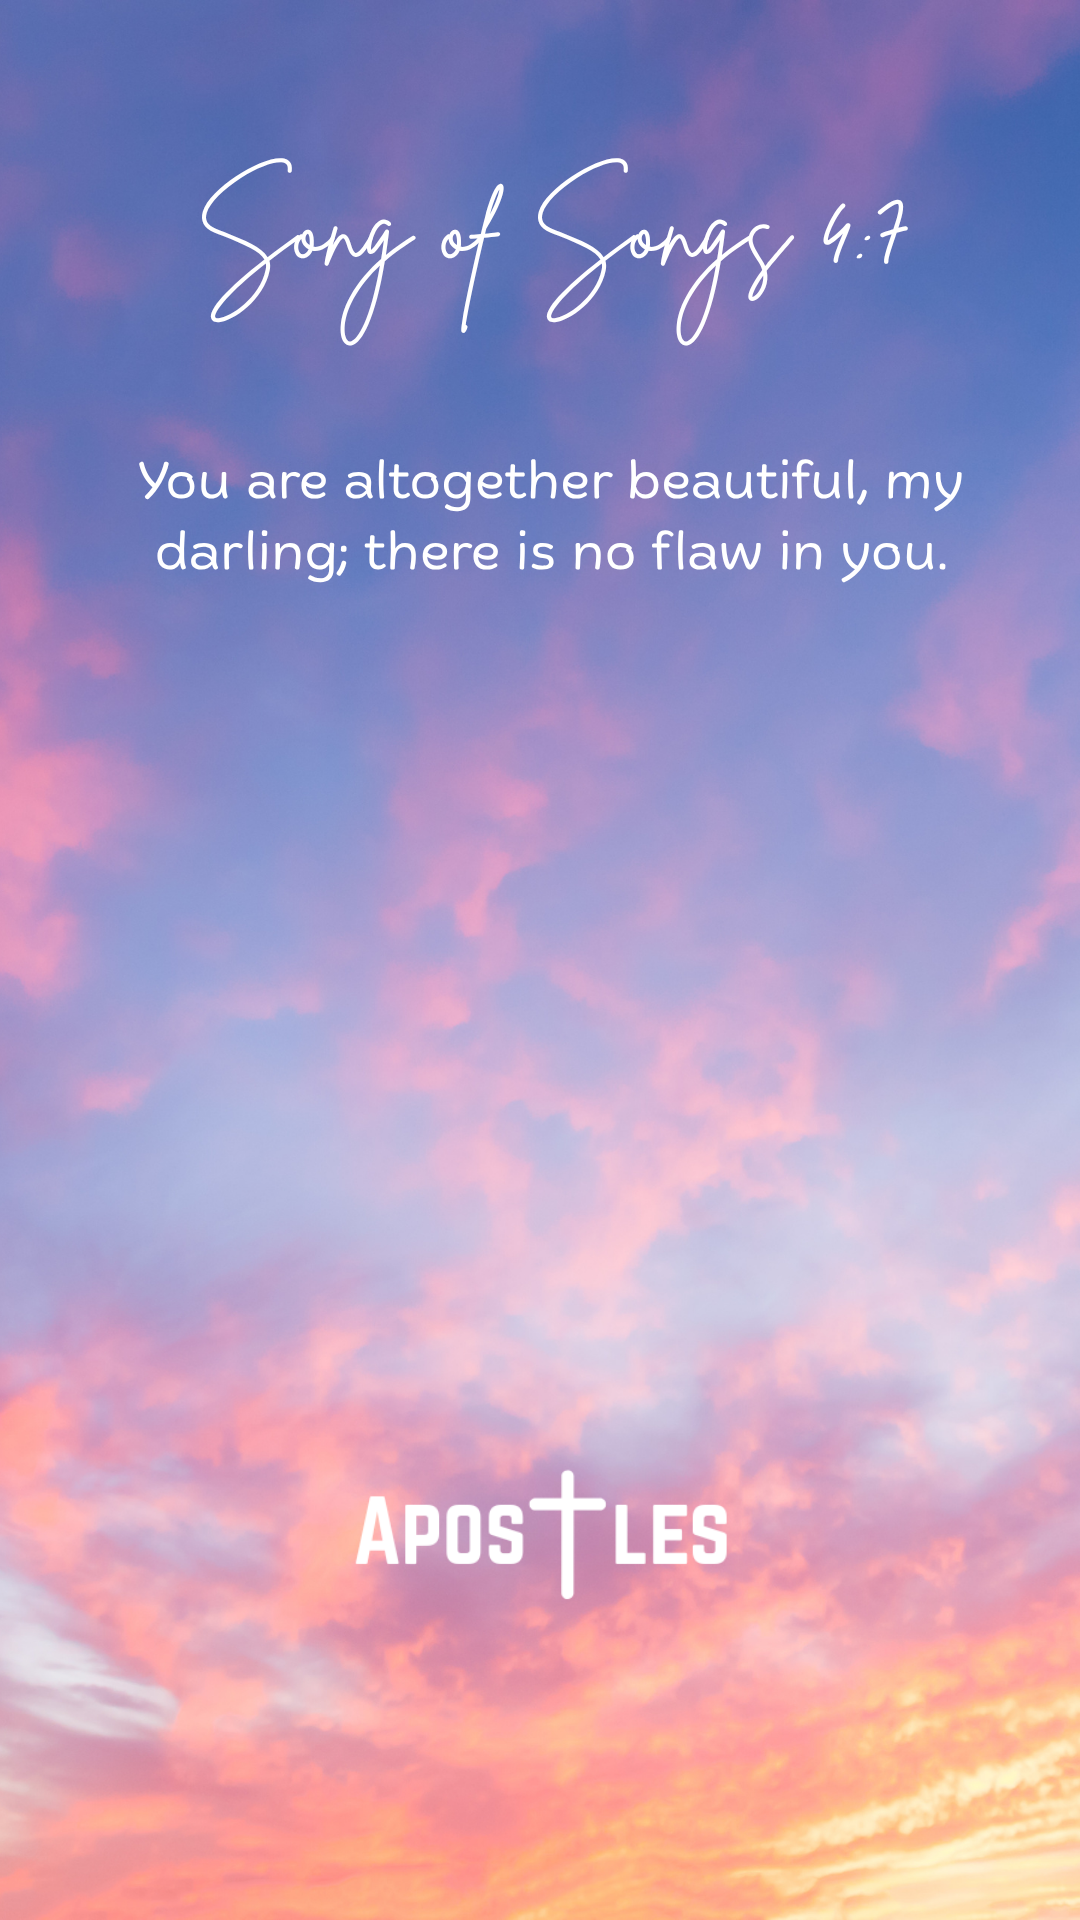 Song of Songs 4:7
You are altogether beautiful, my
darling; there is no flaw in you.
APOSTLES